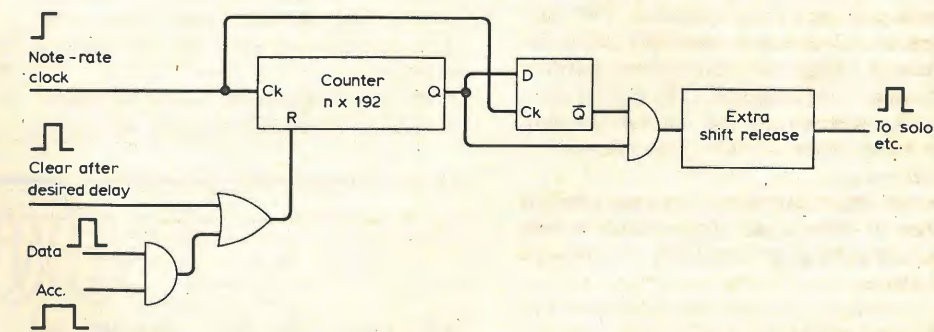 Note-rate
clock
Counter
n x 192
Ck
Q
R
D
Ck
Q̅
Extra
shift release
To solo
etc.
Clear after
desired delay
Data
Acc.